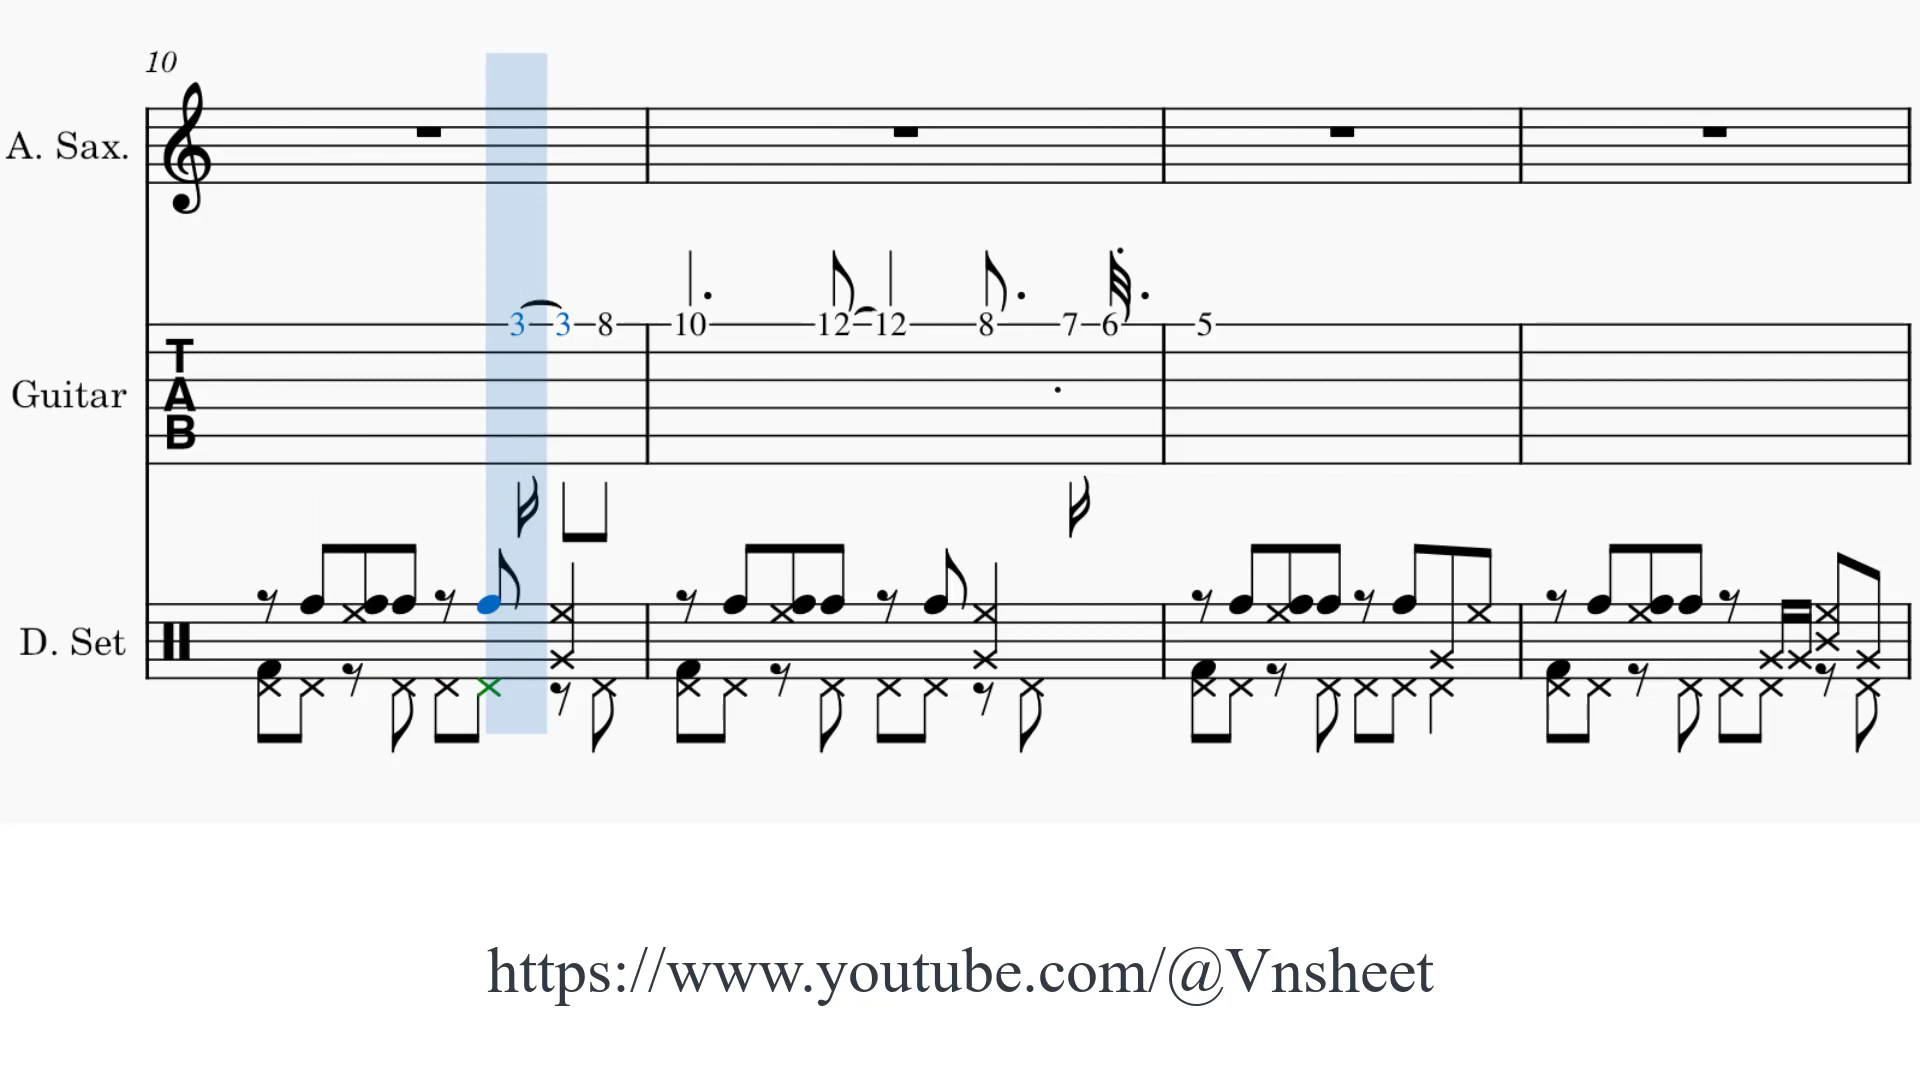 10
A. Sax.
3 3 8 10 12 12 8 7 6 5
T
A
B
Guitar
D. Set
https://www.youtube.com/@Vnsheet